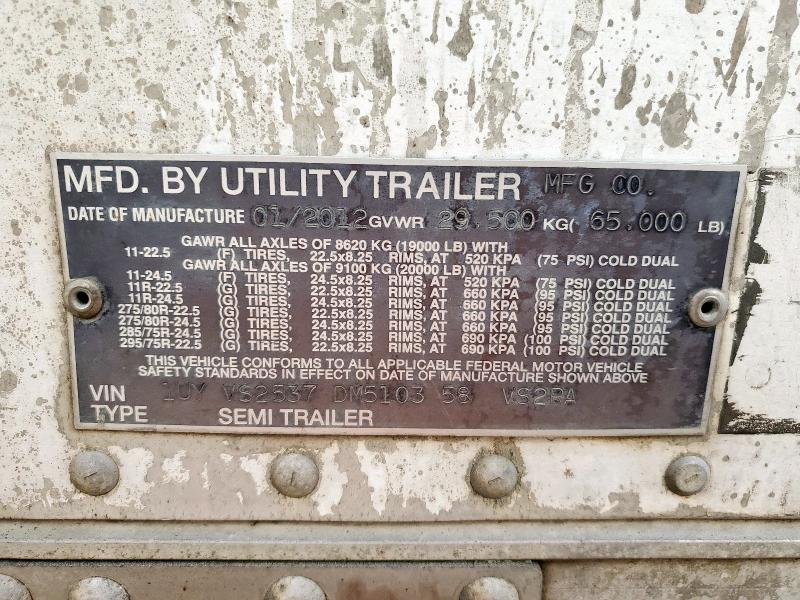 MFD. BY UTILITY TRAILER MFG CO.
DATE OF MANUFACTURE 01/2012 GVWR 29.500 KG( 65.000 LB)
GAWR ALL AXLES OF 8620 KG (19000 LB) WITH
11-22.5 (F) TIRES, 22.5x8.25 RIMS, AT 520 KPA (75 PSI) COLD DUAL
GAWR ALL AXLES OF 9100 KG (20000 LB) WITH
11-24.5 (F) TIRES, 24.5x8.25 RIMS, AT 520 KPA (75 PSI) COLD DUAL
11R-22.5 (G) TIRES, 22.5x8.25 RIMS, AT 660 KPA (95 PSI) COLD DUAL
11R-24.5 (G) TIRES, 24.5x8.25 RIMS, AT 660 KPA (95 PSI) COLD DUAL
275/80R-22.5 (G) TIRES, 22.5x8.25 RIMS, AT 660 KPA (95 PSI) COLD DUAL
275/80R-24.5 (G) TIRES, 24.5x8.25 RIMS, AT 660 KPA (95 PSI) COLD DUAL
285/75R-24.5 (G) TIRES, 24.5x8.25 RIMS, AT 690 KPA (100 PSI) COLD DUAL
295/75R-22.5 (G) TIRES, 22.5x8.25 RIMS, AT 690 KPA (100 PSI) COLD DUAL
THIS VEHICLE CONFORMS TO ALL APPLICABLE FEDERAL MOTOR VEHICLE
SAFETY STANDARDS IN EFFECT ON DATE OF MANUFACTURE SHOWN ABOVE
VIN 1UY VS2537 DM5103 58 VS2RA
TYPE SEMI TRAILER